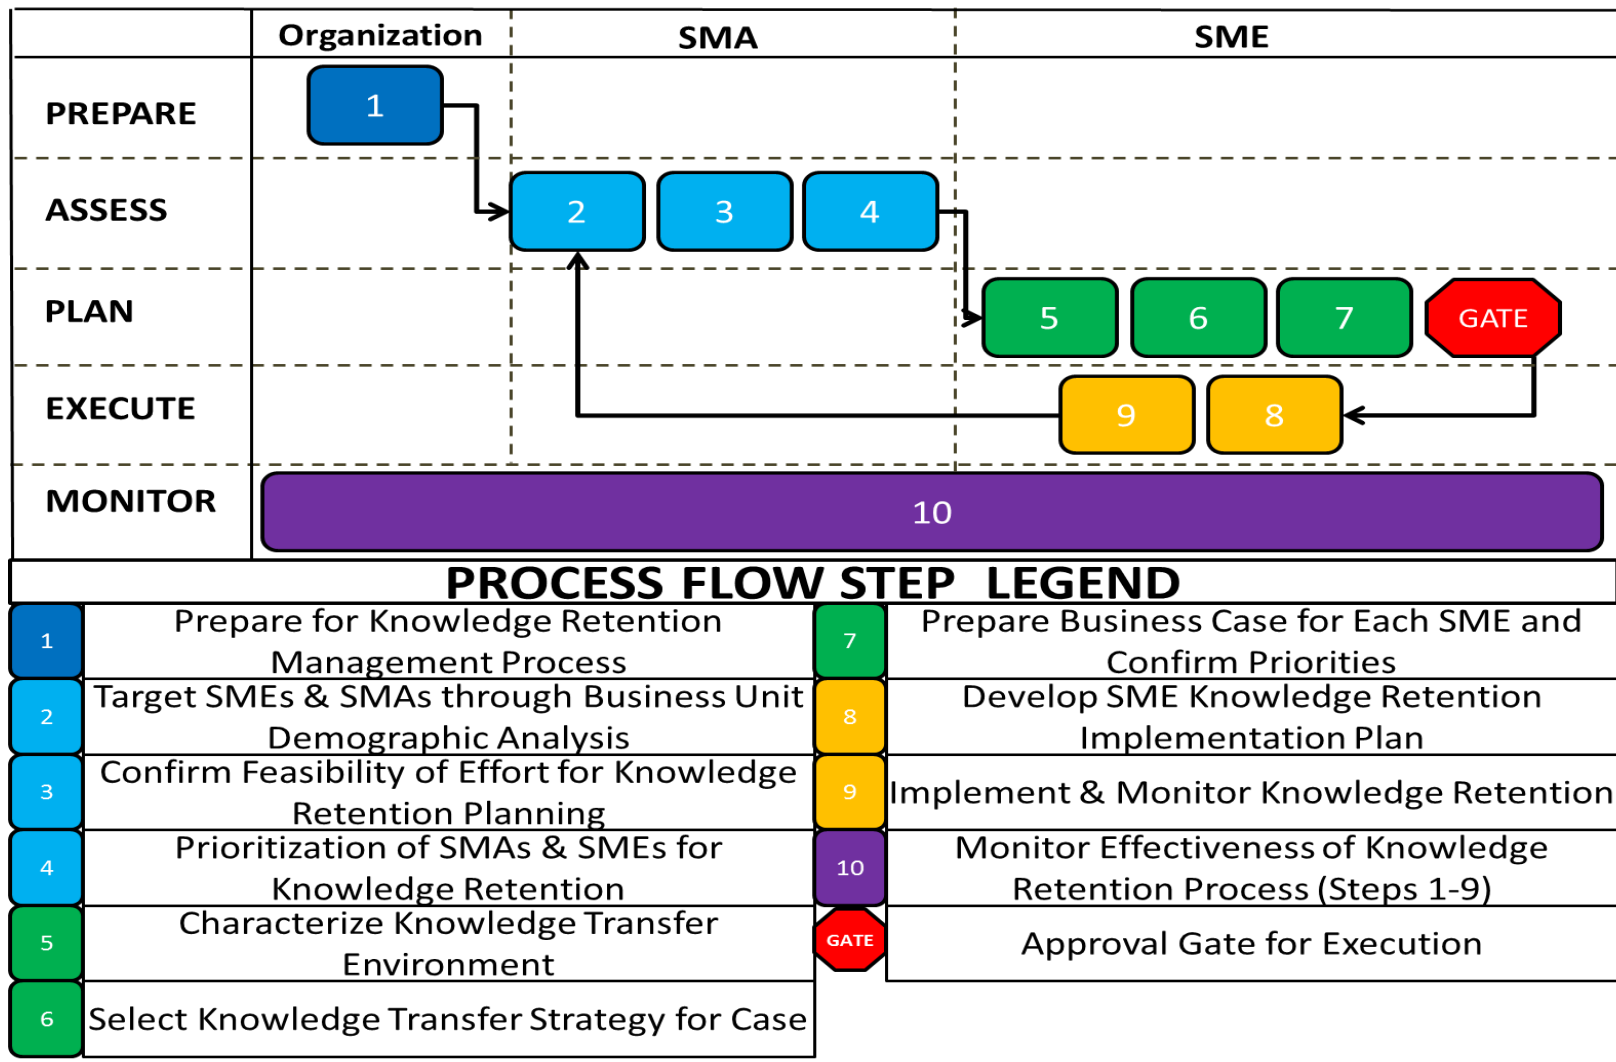 Organization SMA SME
PREPARE 1
ASSESS 2 3 4
PLAN 5 6 7 GATE
EXECUTE 9 8
MONITOR 10
PROCESS FLOW STEP LEGEND
1 Prepare for Knowledge Retention
Management Process
2 Target SMEs & SMAs through Business Unit
Demographic Analysis
3 Confirm Feasibility of Effort for Knowledge
Retention Planning
4 Prioritization of SMAs & SMEs for
Knowledge Retention
5 Characterize Knowledge Transfer
Environment
6 Select Knowledge Transfer Strategy for Case
7 Prepare Business Case for Each SME and
Confirm Priorities
8 Develop SME Knowledge Retention
Implementation Plan
9 Implement & Monitor Knowledge Retention
10 Monitor Effectiveness of Knowledge
Retention Process (Steps 1-9)
GATE Approval Gate for Execution